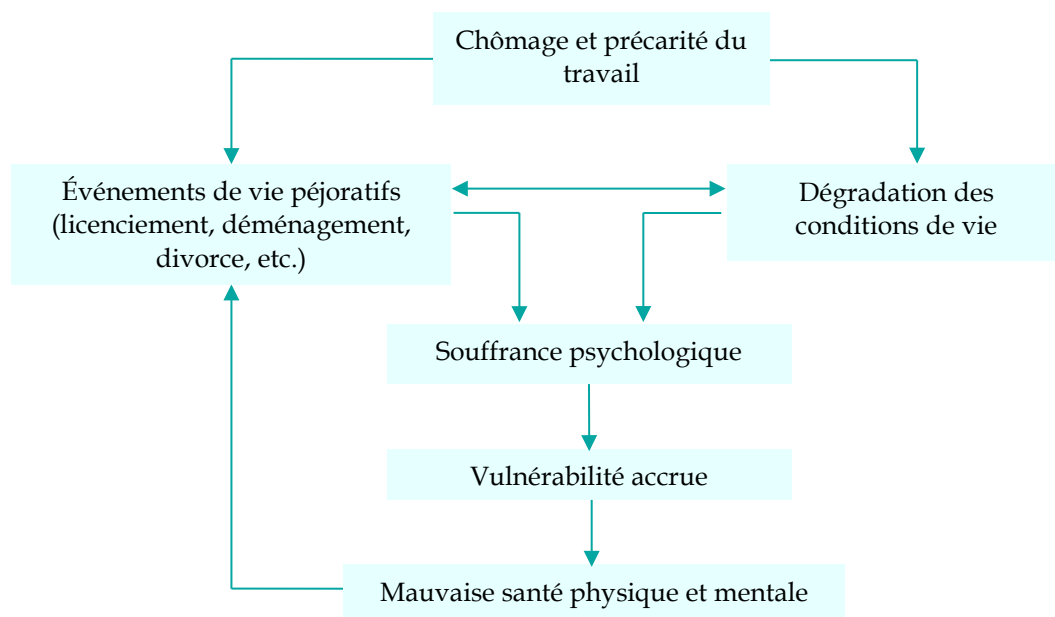 Chômage et précarité du
travail
Événements de vie péjoratifs
(licenciement, déménagement,
divorce, etc.)
Dégradation des
conditions de vie
Souffrance psychologique
Vulnérabilité accrue
Mauvaise santé physique et mentale